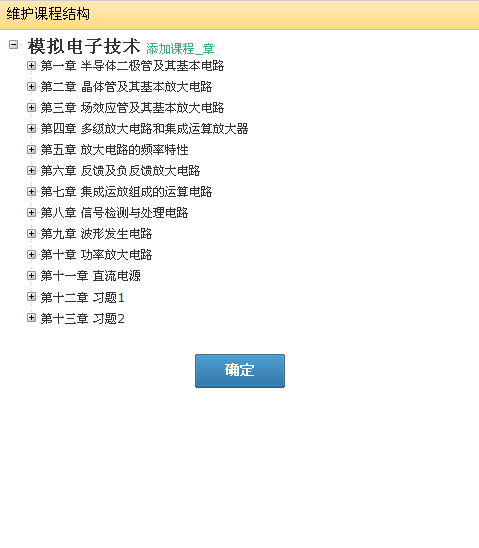 维护课程结构
模拟电子技术 添加课程_章
第一章 半导体二极管及其基本电路
第二章 晶体管及其基本放大电路
第三章 场效应管及其基本放大电路
第四章 多级放大电路和集成运算放大器
第五章 放大电路的频率特性
第六章 反馈及负反馈放大电路
第七章 集成运放组成的运算电路
第八章 信号检测与处理电路
第九章 波形发生电路
第十章 功率放大电路
第十一章 直流电源
第十二章 习题1
第十三章 习题2
确定